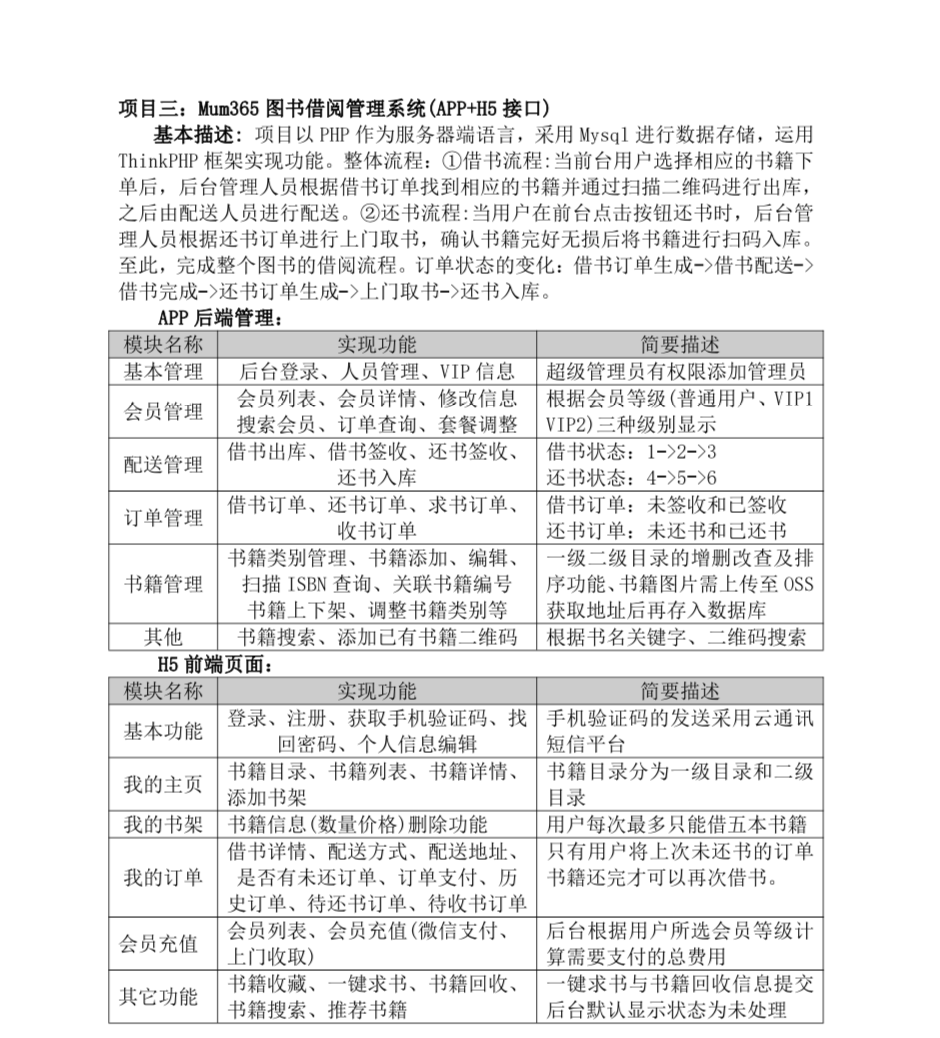 项目三：Mum365 图书借阅管理系统(APP+H5 接口)
基本描述：项目以 PHP 作为服务器端语言，采用 Mysql 进行数据存储，运用
ThinkPHP 框架实现功能。整体流程：①借书流程:当前台用户选择相应的书籍下
单后，后台管理人员根据借书订单找到相应的书籍并通过扫描二维码进行出库，
之后由配送人员进行配送。②还书流程:当用户在前台点击按钮还书时，后台管
理人员根据还书订单进行上门取书，确认书籍完好无损后将书籍进行扫码入库。
至此，完成整个图书的借阅流程。订单状态的变化：借书订单生成->借书配送->
借书完成->还书订单生成->上门取书->还书入库。
APP 后端管理：
模块名称 实现功能 简要描述
基本管理 后台登录、人员管理、VIP 信息 超级管理员有权限添加管理员
会员管理
会员列表、会员详情、修改信息
搜索会员、订单查询、套餐调整
根据会员等级(普通用户、VIP1
VIP2)三种级别显示
配送管理
借书出库、借书签收、还书签收、
还书入库
借书状态：1->2->3
还书状态：4->5->6
订单管理
借书订单、还书订单、求书订单、
收书订单
借书订单：未签收和已签收
还书订单：未还书和已还书
书籍管理
书籍类别管理、书籍添加、编辑、
扫描 ISBN 查询、关联书籍编号
书籍上下架、调整书籍类别等
一级二级目录的增删改查及排
序功能、书籍图片需上传至 OSS
获取地址后再存入数据库
其他 书籍搜索、添加已有书籍二维码 根据书名关键字、二维码搜索
H5 前端页面：
模块名称 实现功能 简要描述
基本功能
登录、注册、获取手机验证码、找
回密码、个人信息编辑
手机验证码的发送采用云通讯
短信平台
我的主页
书籍目录、书籍列表、书籍详情、
添加书架
书籍目录分为一级目录和二级
目录
我的书架 书籍信息(数量价格)删除功能 用户每次最多只能借五本书籍
我的订单
借书详情、配送方式、配送地址、
是否有未还订单、订单支付、历
史订单、待还书订单、待收书订单
只有用户将上次未还书的订单
书籍还完才可以再次借书。
会员充值
会员列表、会员充值(微信支付、
上门收取)
后台根据用户所选会员等级计
算需要支付的总费用
其它功能
书籍收藏、一键求书、书籍回收、
书籍搜索、推荐书籍
一键求书与书籍回收信息提交
后台默认显示状态为未处理